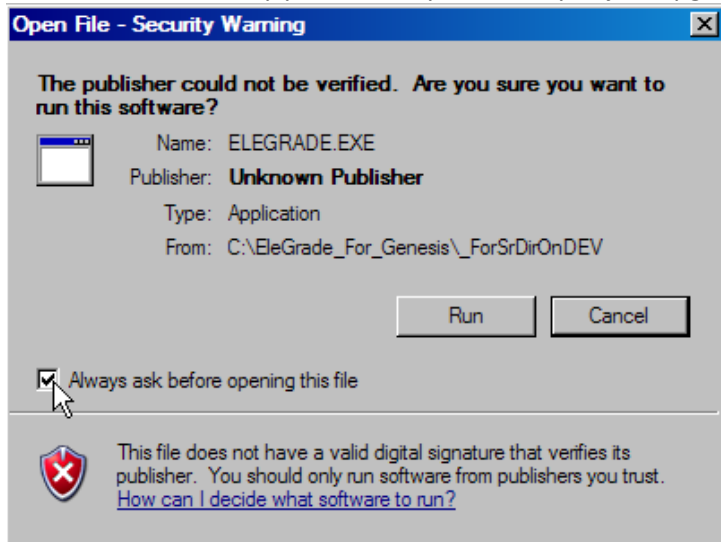 Open File - Security Warning
The publisher could not be verified. Are you sure you want to
run this software?
Name: ELEGRADE.EXE
Publisher: Unknown Publisher
Type: Application
From: C:\EleGrade_For_Genesis\_ForSrDirOnDEV
Run Cancel
Always ask before opening this file
This file does not have a valid digital signature that verifies its
publisher. You should only run software from publishers you trust.
How can I decide what software to run?